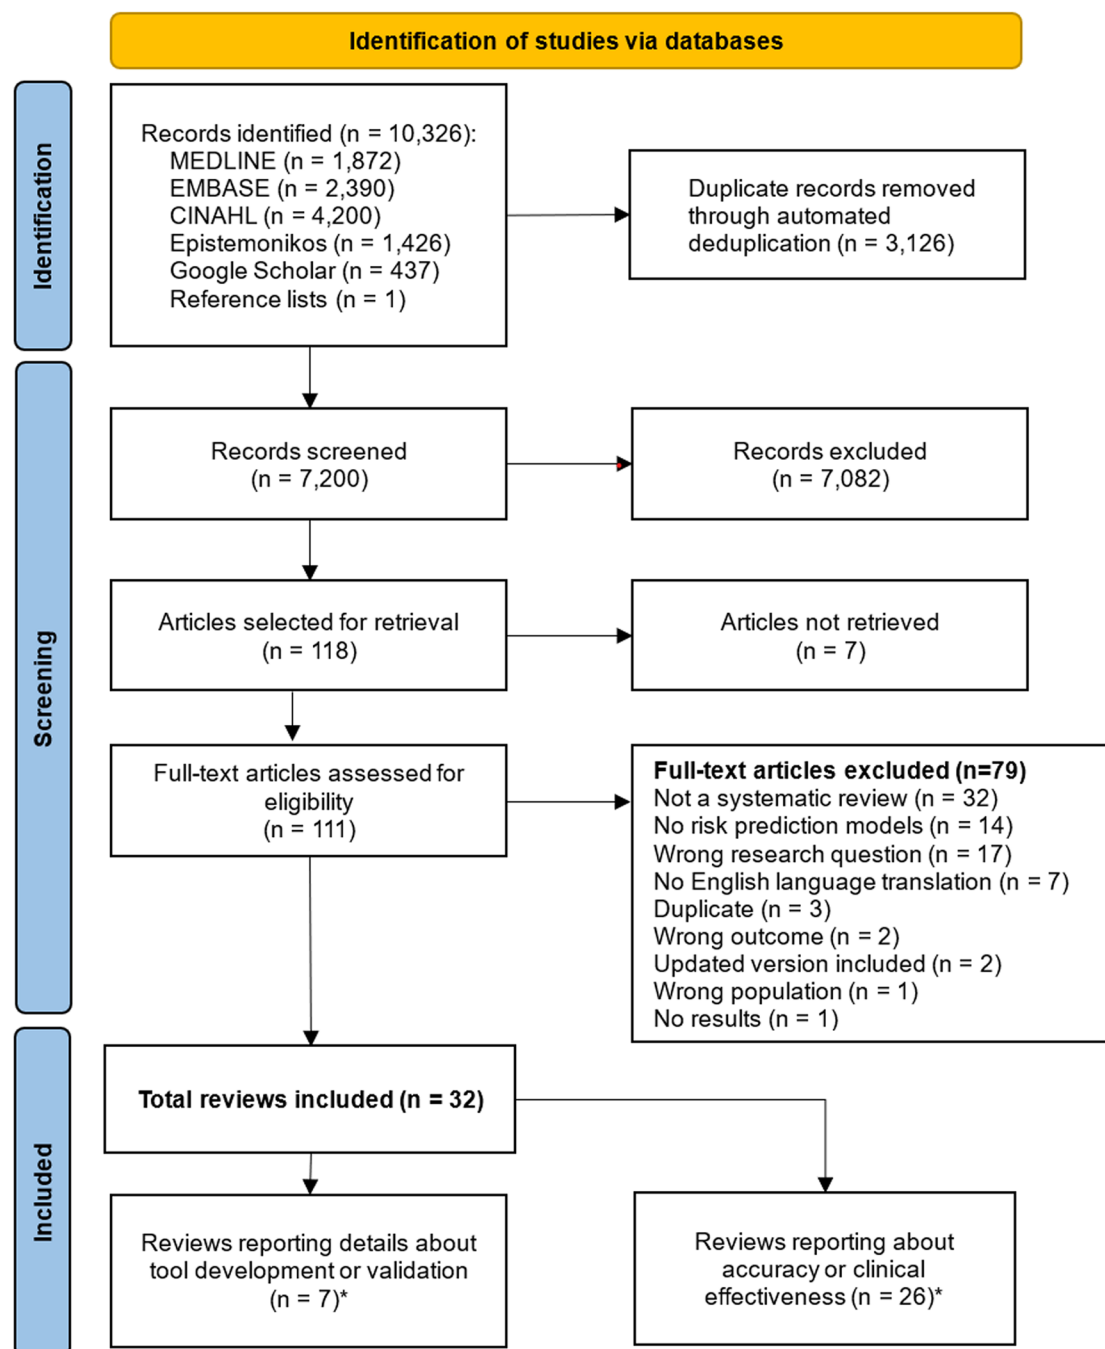 Identification of studies via databases
Identification
Records identified (n = 10,326):
MEDLINE (n = 1,872)
EMBASE (n = 2,390)
CINAHL (n = 4,200)
Epistemonikos (n = 1,426)
Google Scholar (n = 437)
Reference lists (n = 1)
Duplicate records removed
through automated
deduplication (n = 3,126)
Screening
Records screened
(n = 7,200)
Records excluded
(n = 7,082)
Articles selected for retrieval
(n = 118)
Articles not retrieved
(n = 7)
Full-text articles assessed for
eligibility
(n = 111)
Full-text articles excluded (n=79)
Not a systematic review (n = 32)
No risk prediction models (n = 14)
Wrong research question (n = 17)
No English language translation (n = 7)
Duplicate (n = 3)
Wrong outcome (n = 2)
Updated version included (n = 2)
Wrong population (n = 1)
No results (n = 1)
Included
Total reviews included (n = 32)
Reviews reporting details about
tool development or validation
(n = 7)*
Reviews reporting about
accuracy or clinical
effectiveness (n = 26)*